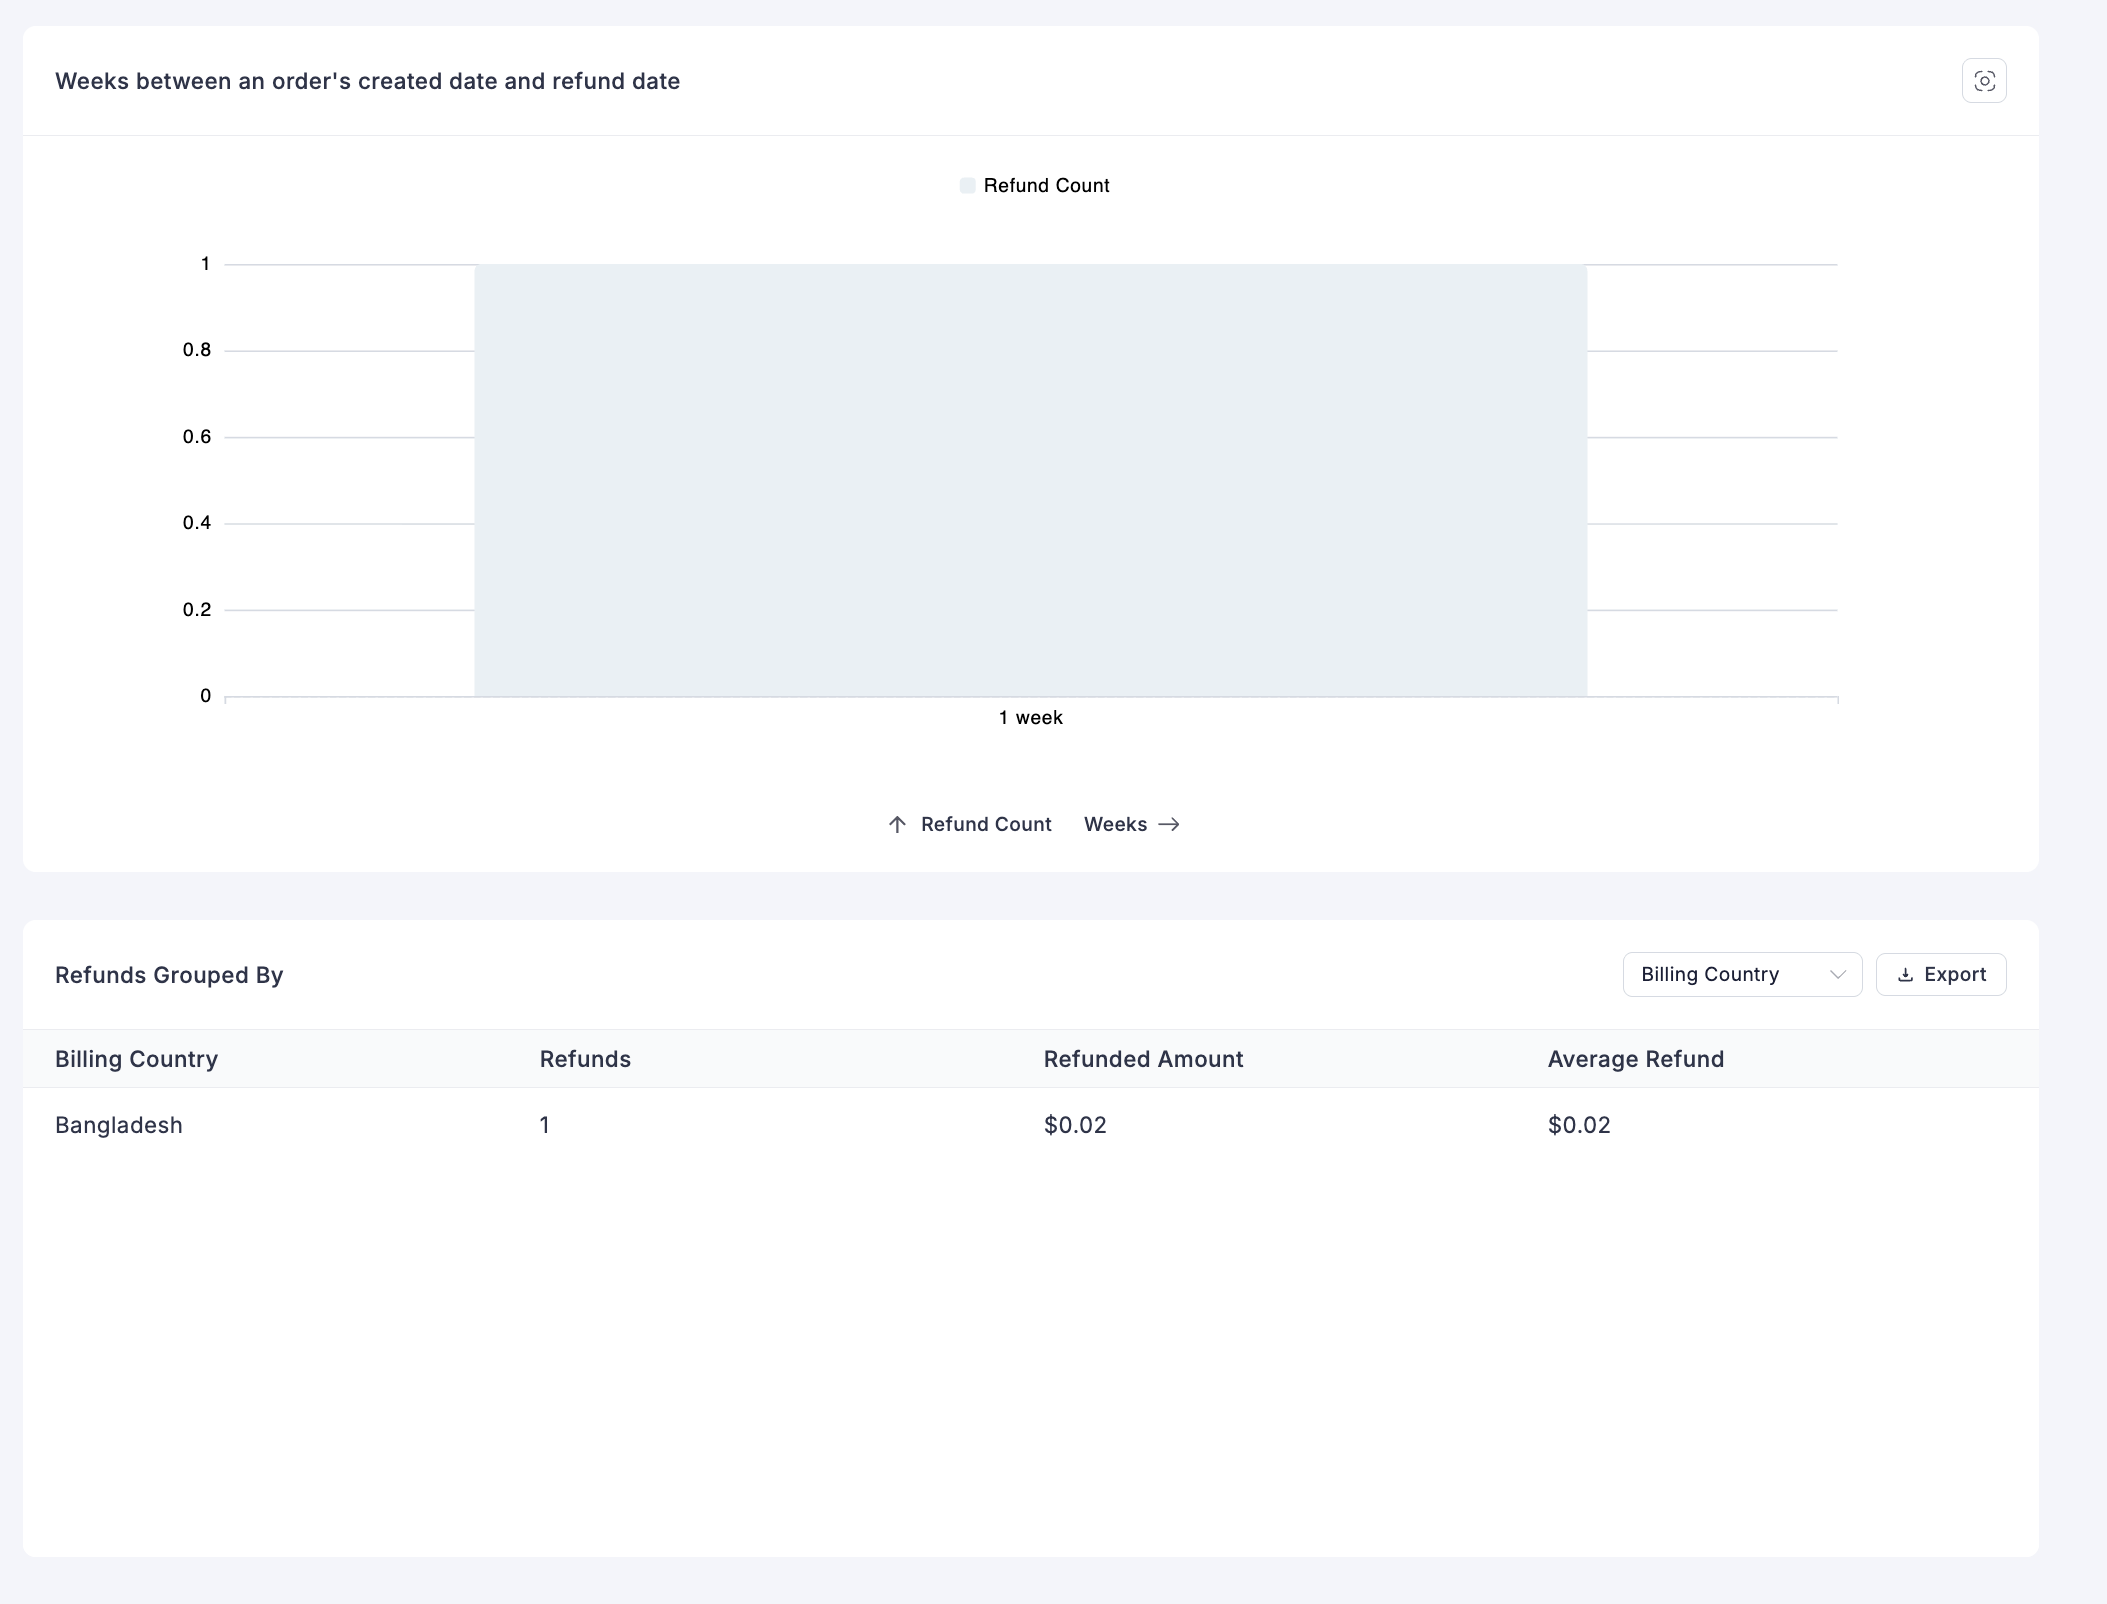 Weeks between an order's created date and refund date
Refund Count
1
0.8
0.6
0.4
0.2
0
1 week
Refund Count Weeks
Refunds Grouped By
Billing Country
Export
Billing Country Refunds Refunded Amount Average Refund
Bangladesh 1 $0.02 $0.02